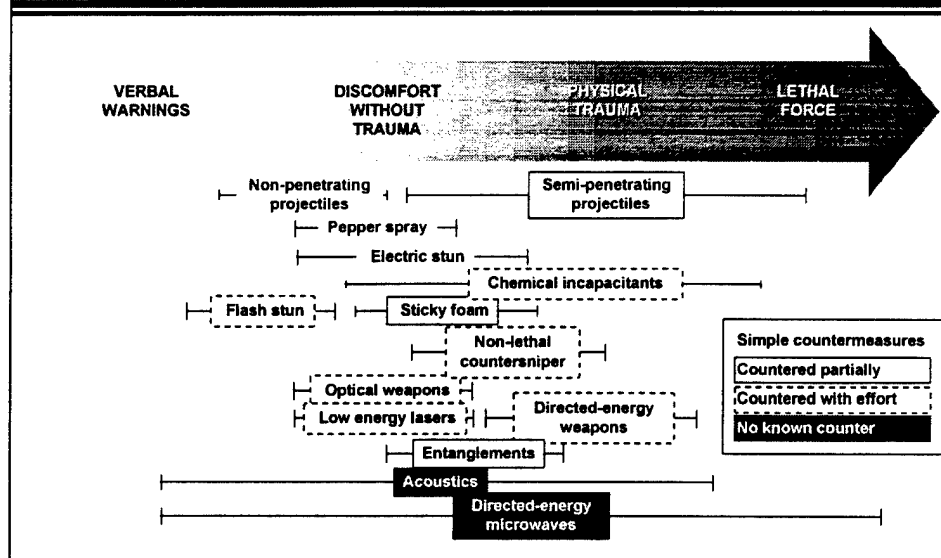 VERBAL
WARNINGS
DISCOMFORT
WITHOUT
TRAUMA
PHYSICAL
TRAUMA
LETHAL
FORCE
Non-penetrating
projectiles
Semi-penetrating
projectiles
Pepper spray
Electric stun
Chemical incapacitants
Flash stun
Sticky foam
Non-lethal
countersniper
Optical weapons
Low energy lasers
Directed-energy
weapons
Entanglements
Acoustics
Directed-energy
microwaves
Simple countermeasures
Countered partially
Countered with effort
No known counter